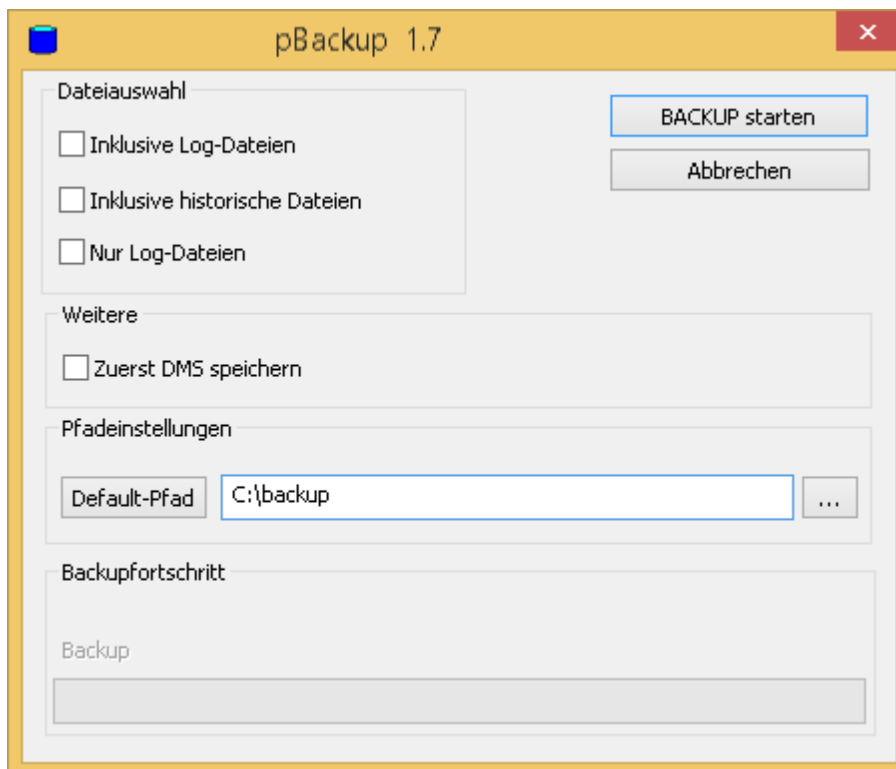 pBackup 1.7
Dateiauswahl
Inklusive Log-Dateien
Inklusive historische Dateien
Nur Log-Dateien
BACKUP starten
Abbrechen
Weitere
Zuerst DMS speichern
Pfadeinstellungen
Default-Pfad C:\backup ...
Backupfortschritt
Backup